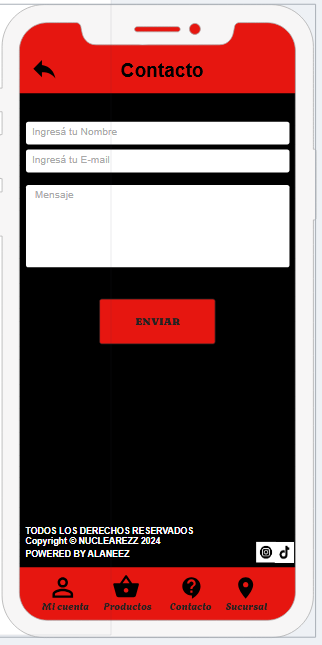 Contacto
Ingresá tu Nombre
Ingresá tu E-mail
Mensaje
ENVIAR
TODOS LOS DERECHOS RESERVADOS
Copyright © NUCLEAREZZ 2024
POWERED BY ALANEEZ
Mi cuenta Productos Contacto Sucursal